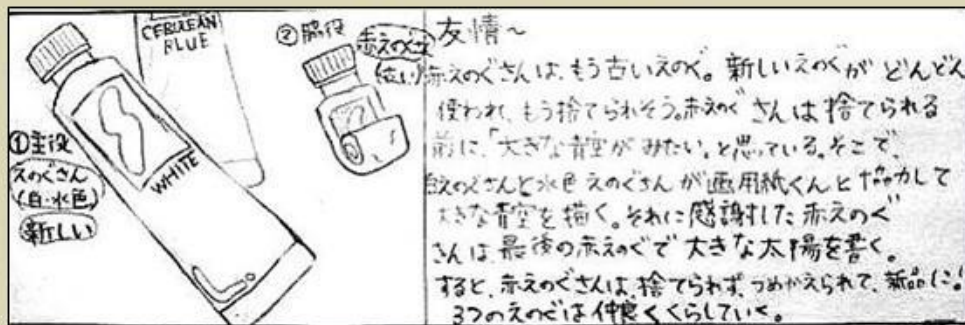 CERULEAN
BLUE
WHITE
①主役
えのぐさん
(白・水色)
新しい
②脇役
赤えのぐさん
友情～
赤えのぐさんは、もう古いえのぐ。新しいえのぐがどんどん
使われ、もう捨てられそう。赤えのぐさんは捨てられる
前に、「大きな青空がみたい。と思っている。そこで、
白えのぐさんと水色えのぐさんが画用紙くんと協力して
大きな青空を描く。それに感謝した赤えのぐ
さんは最後の赤えのぐで大きな太陽を書く。
すると、赤えのぐさんは、捨てられず、つめかえられて、新品に!
3つのえのぐは仲良くくらしていく。